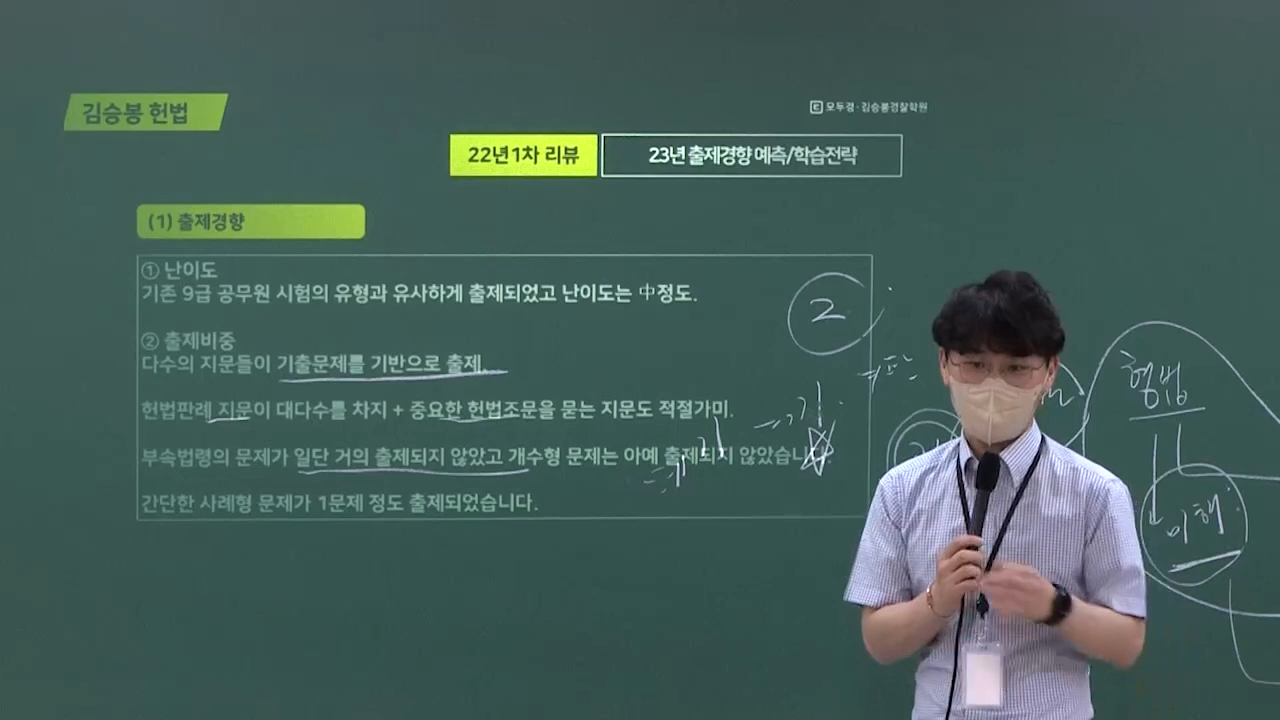 김승봉 헌법
모두경·김승봉경찰학원
22년 1차 리뷰
23년 출제경향 예측/학습전략
(1) 출제경향
① 난이도
기존 9급 공무원 시험의 유형과 유사하게 출제되었고 난이도는 中정도.
② 출제비중
다수의 지문들이 기출문제를 기반으로 출제.
헌법판례 지문이 대다수를 차지 + 중요한 헌법조문을 묻는 지문도 적절가미.
부속법령의 문제가 일단 거의 출제되지 않았고 개수형 문제는 아예 출제되지 않았습니다.
간단한 사례형 문제가 1문제 정도 출제되었습니다.
2
기
형법
이해